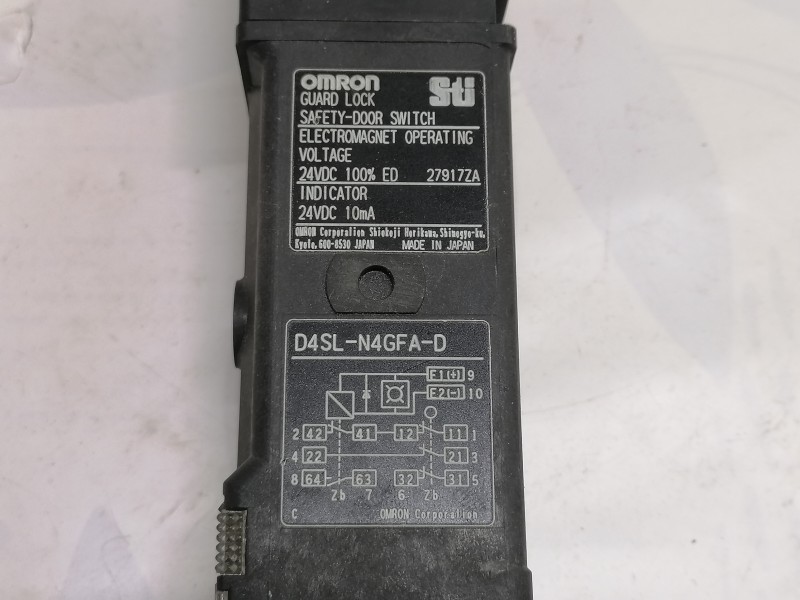 OMRON
Sti
GUARD LOCK
SAFETY-DOOR SWITCH
ELECTROMAGNET OPERATING
VOLTAGE
24VDC 100% ED 27917ZA
INDICATOR
24VDC 10mA
OMRON Corporation Shiokoji Horikawa, Shimogyo-ku,
Kyoto, 600-8530 JAPAN MADE IN JAPAN
D4SL-N4GFA-D
E1(+) 9
E2(-) 10
2 42 41 12 11 1
4 22 21 3
8 64 63 32 31 5
Zb 7 6 Zb
C OMRON Corporation